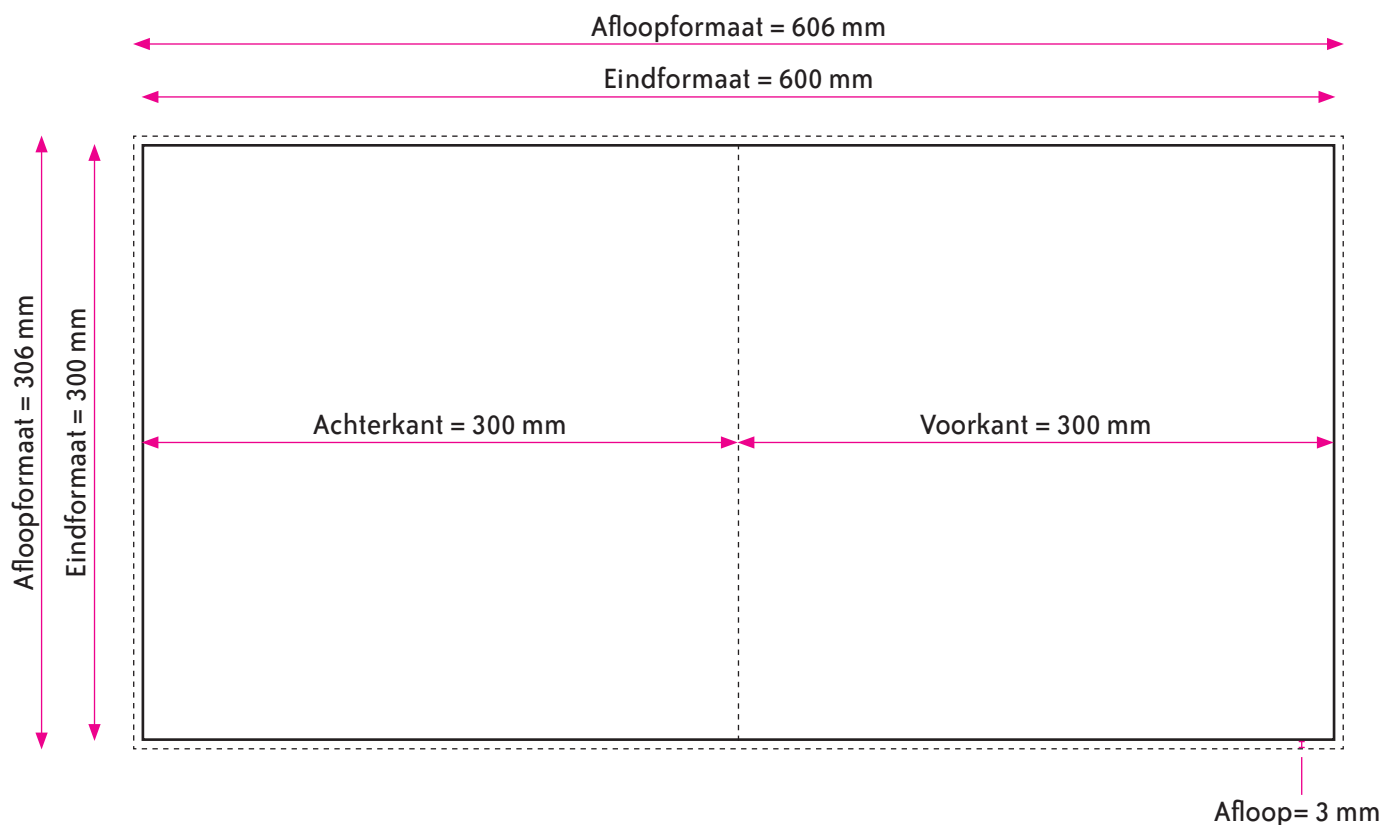 Afloopformaat = 606 mm
Eindformaat = 600 mm
Afloopformaat = 306 mm
Eindformaat = 300 mm
Achterkant = 300 mm
Voorkant = 300 mm
Afloop= 3 mm